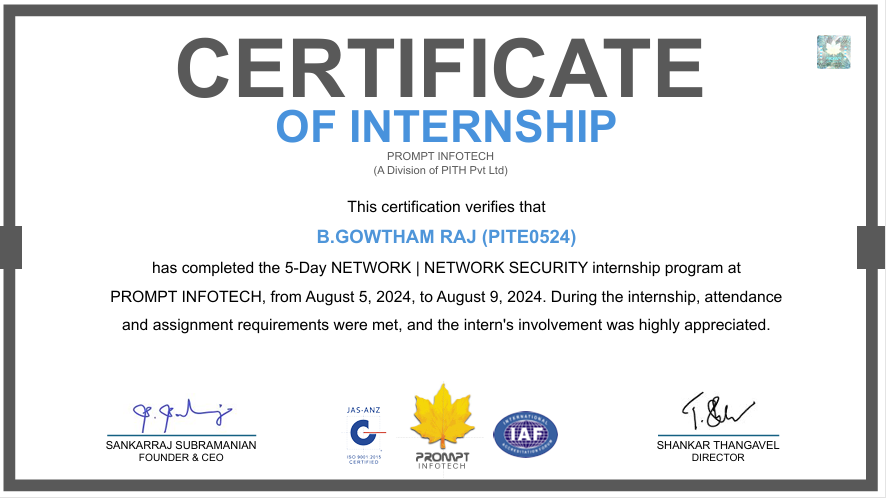 CERTIFICATE
OF INTERNSHIP
PROMPT INFOTECH
(A Division of PITH Pvt Ltd)
This certification verifies that
B.GOWTHAM RAJ (PITE0524)
has completed the 5-Day NETWORK | NETWORK SECURITY internship program at
PROMPT INFOTECH, from August 5, 2024, to August 9, 2024. During the internship, attendance
and assignment requirements were met, and the intern's involvement was highly appreciated.
SANKARRAJ SUBRAMANIAN
FOUNDER & CEO
JAS-ANZ
ISO 9001:2015
CERTIFIED
PROMPT
INFOTECH
INTERNATIONAL
IAF
ACCREDITATION FORUM
SHANKAR THANGAVEL
DIRECTOR